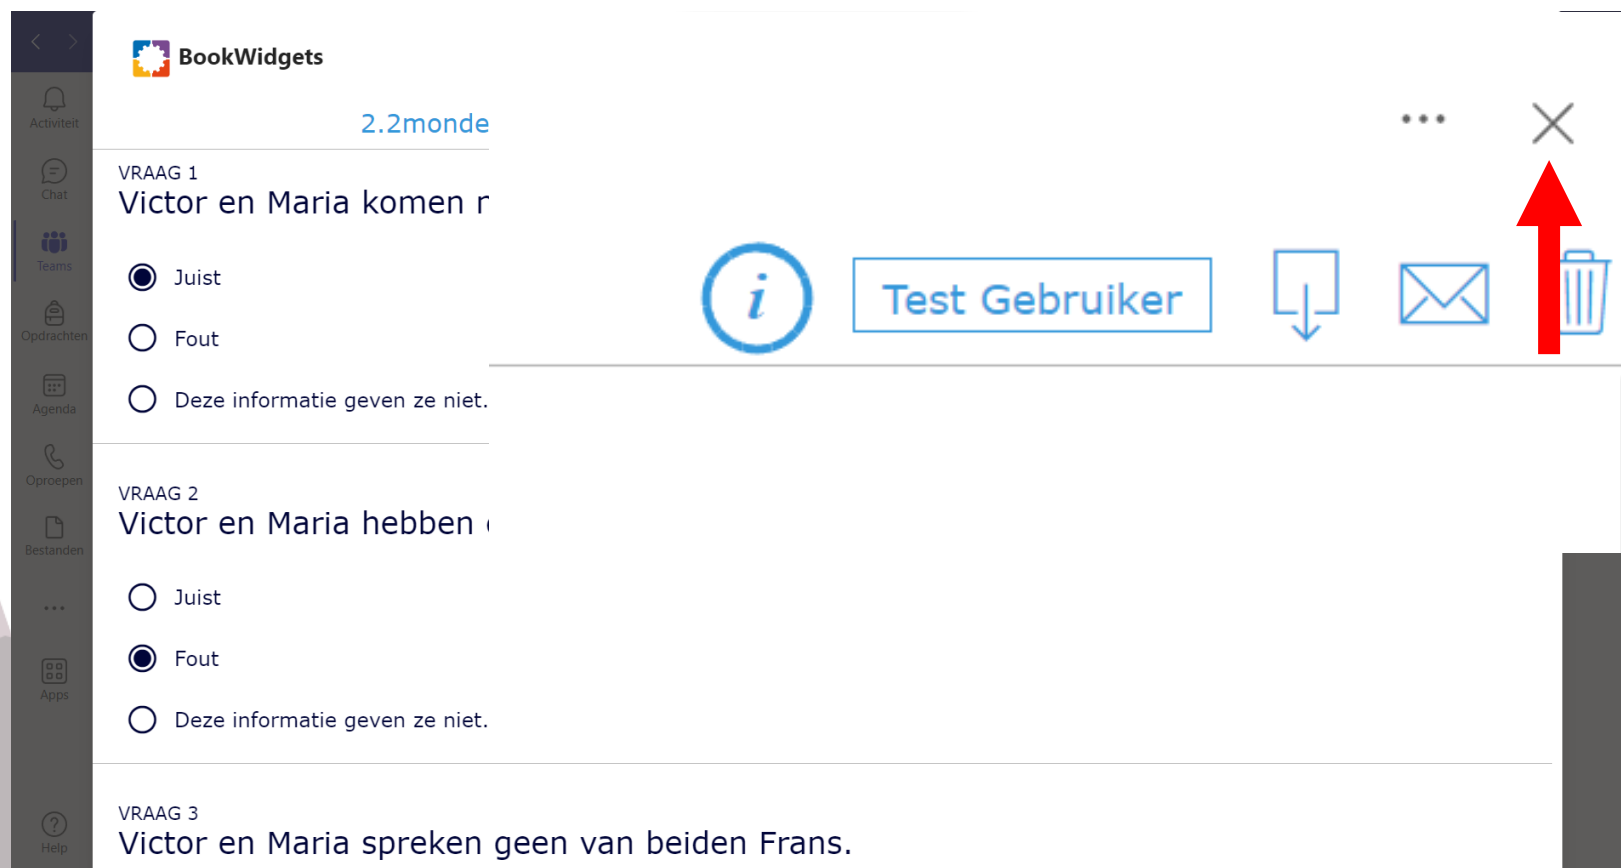 BookWidgets
2.2monde
VRAAG 1
Victor en Maria komen
Juist
Fout
Deze informatie geven ze niet.
VRAAG 2
Victor en Maria hebben
Juist
Fout
Deze informatie geven ze niet.
VRAAG 3
Victor en Maria spreken geen van beiden Frans.
i
Test Gebruiker
Activiteit
Chat
Teams
Opdrachten
Agenda
Oproepen
Bestanden
Apps
Help